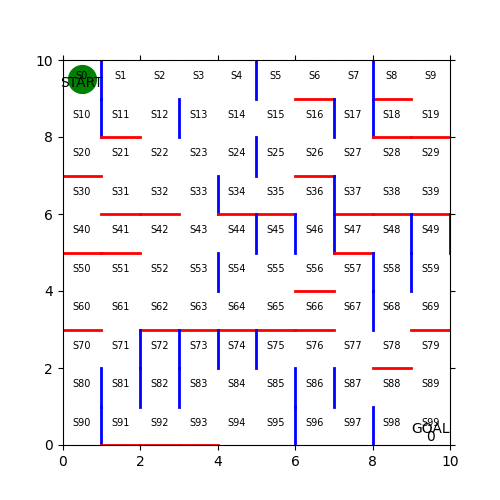 10
S0 S1 S2 S3 S4 S5 S6 S7 S8 S9
START
S10 S11 S12 S13 S14 S15 S16 S17 S18 S19
8
S20 S21 S22 S23 S24 S25 S26 S27 S28 S29
S30 S31 S32 S33 S34 S35 S36 S37 S38 S39
6
S40 S41 S42 S43 S44 S45 S46 S47 S48 S49
S50 S51 S52 S53 S54 S55 S56 S57 S58 S59
4
S60 S61 S62 S63 S64 S65 S66 S67 S68 S69
S70 S71 S72 S73 S74 S75 S76 S77 S78 S79
2
S80 S81 S82 S83 S84 S85 S86 S87 S88 S89
S90 S91 S92 S93 S94 S95 S96 S97 S98 S99
GOAL
0
0
0 2 4 6 8 10